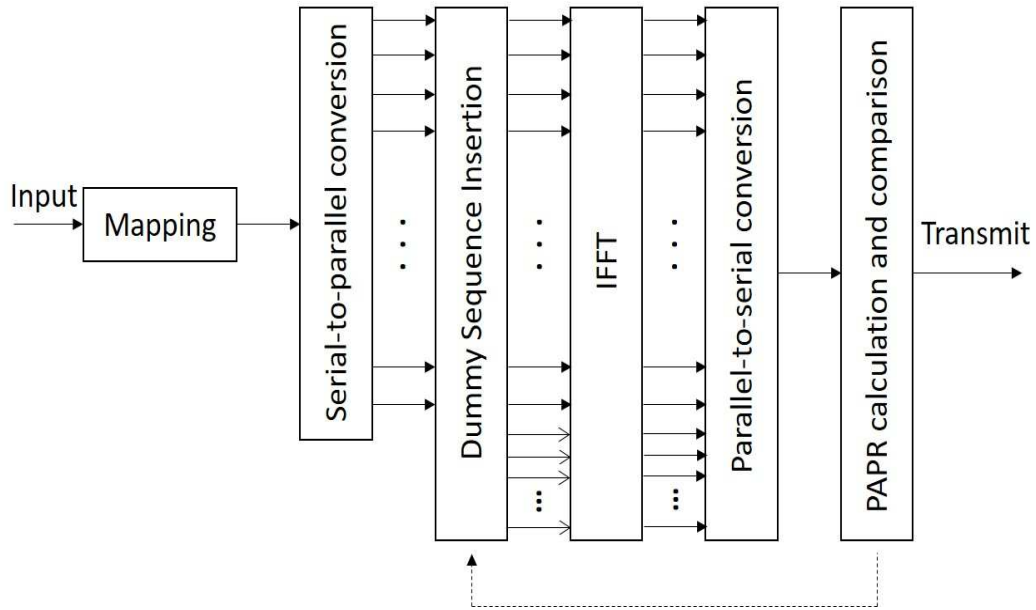 Input
Mapping
Serial-to-parallel conversion
Dummy Sequence Insertion
IFFT
Parallel-to-serial conversion
PAPR calculation and comparison
Transmit